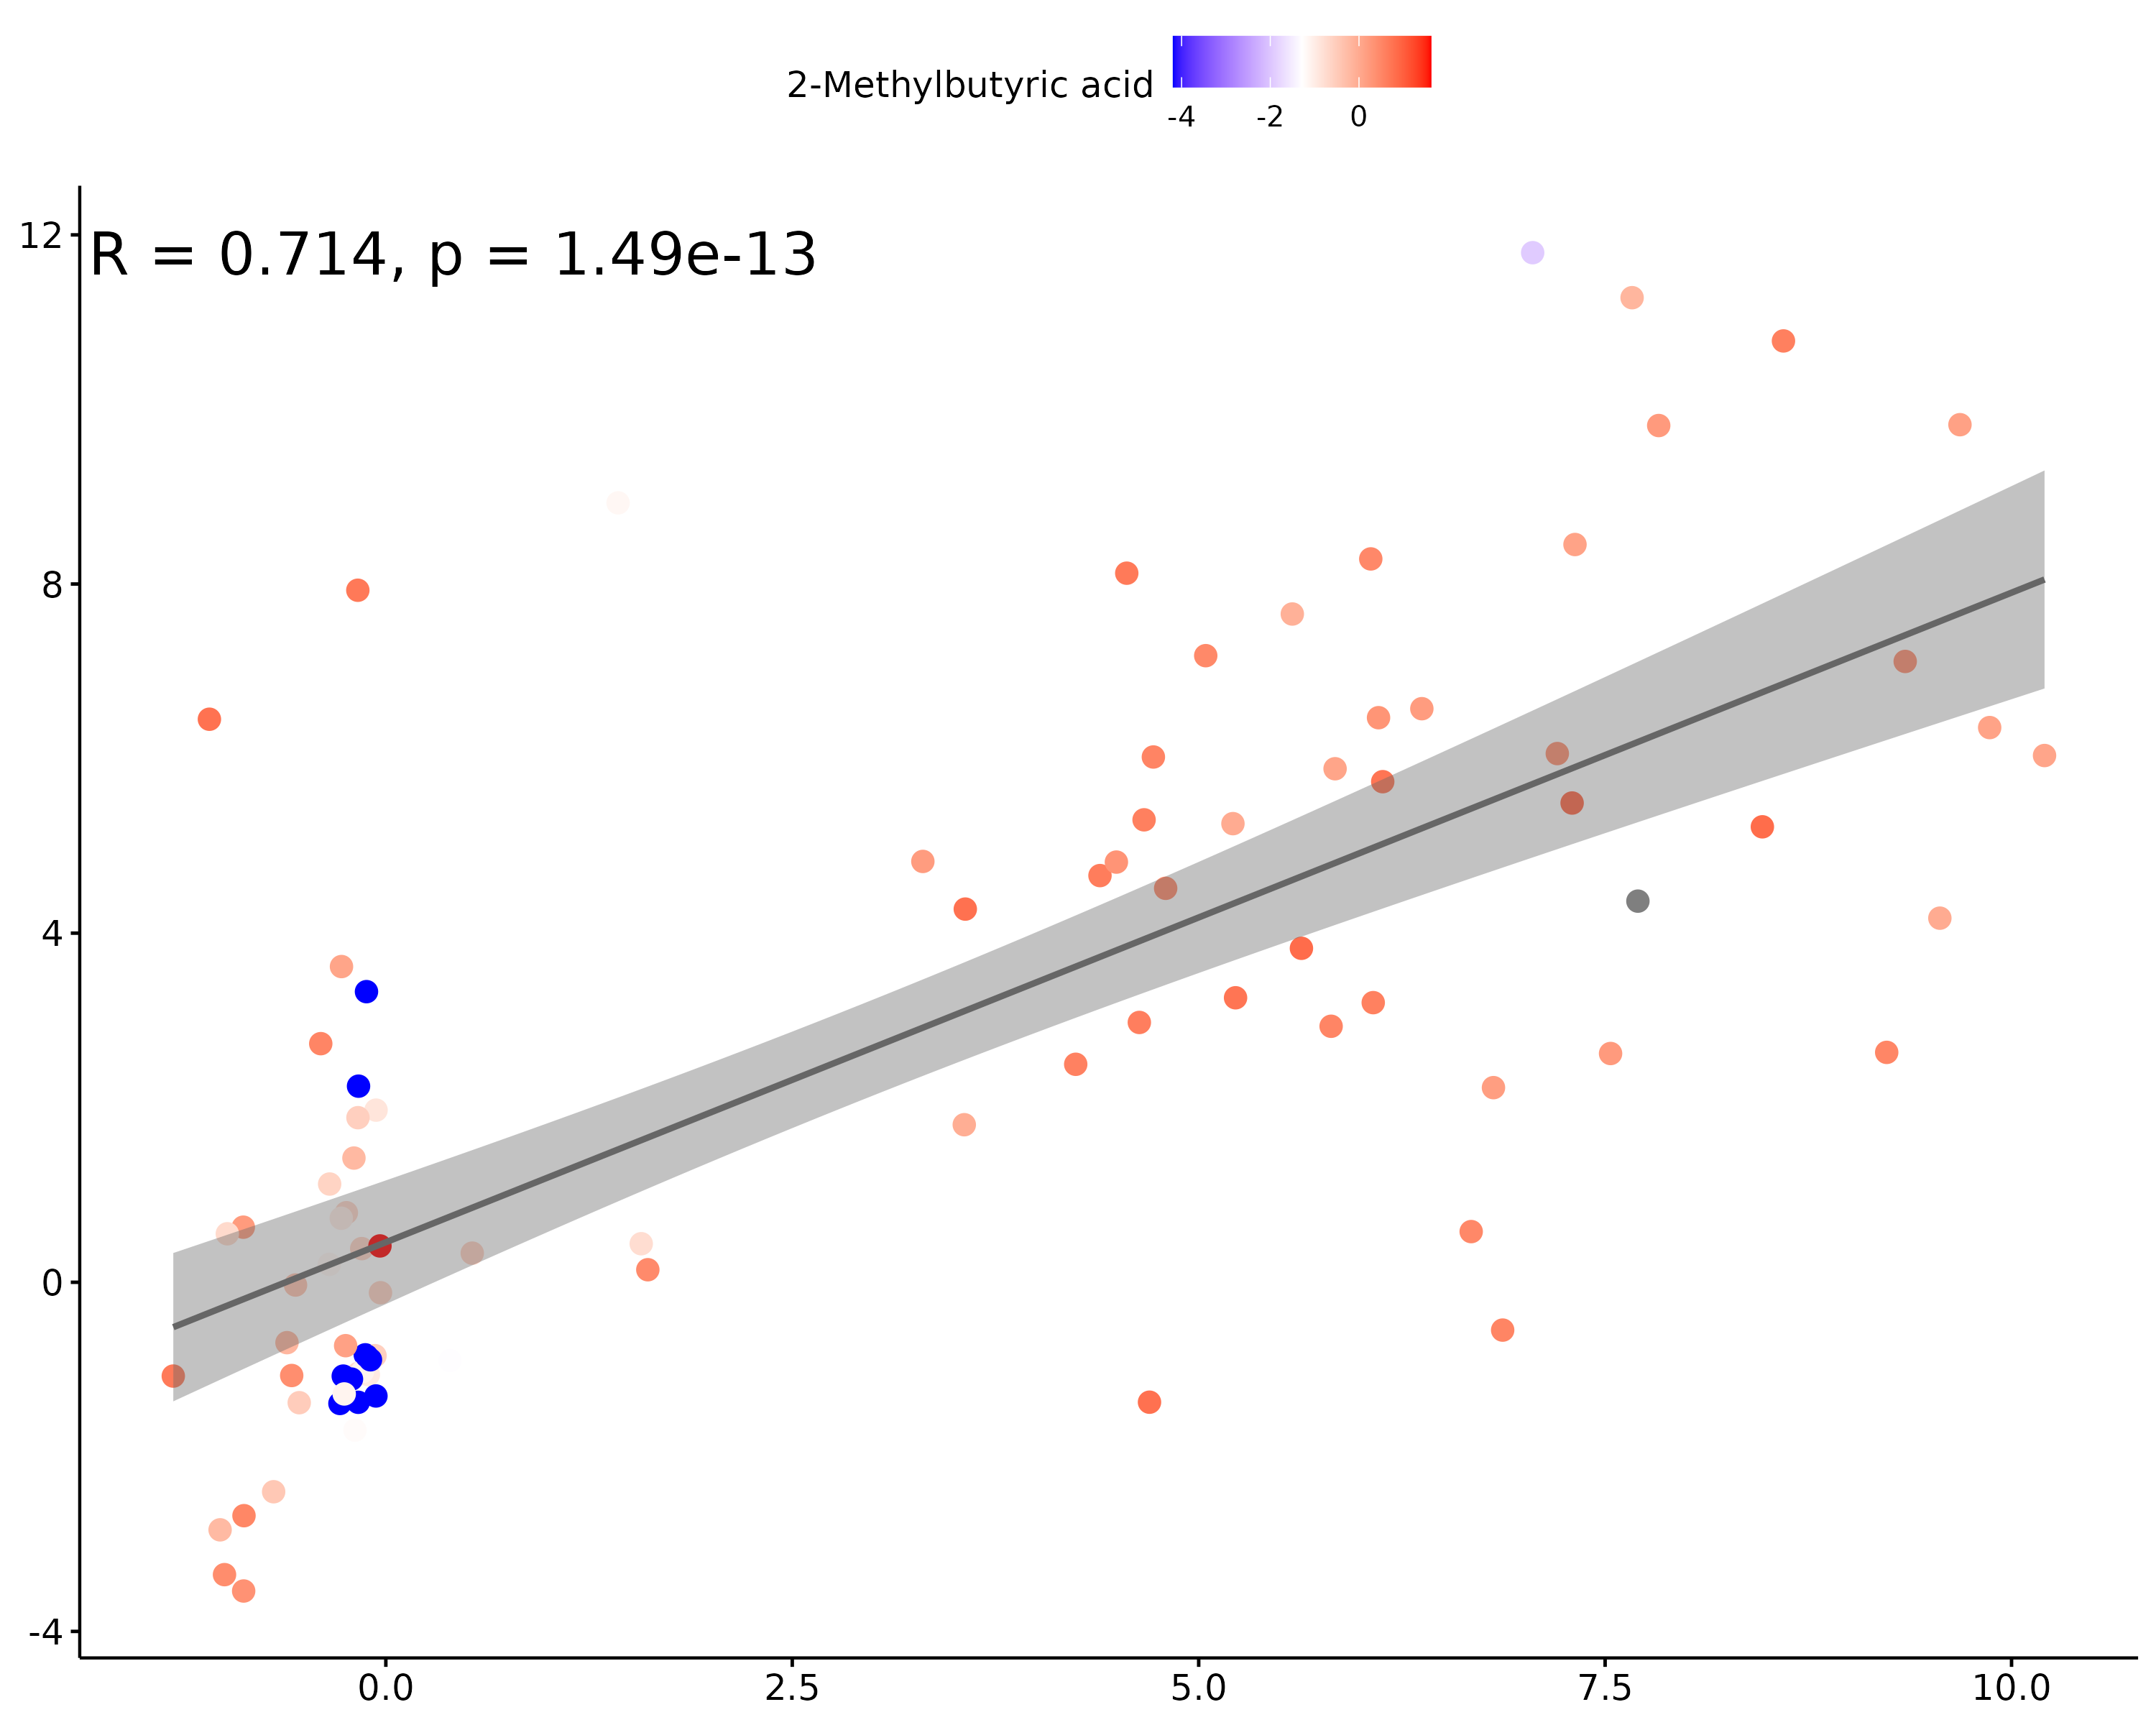 2-Methylbutyric acid
-4 -2 0
R = 0.714, p = 1.49e-13
12
8
4
0
-4
0.0 2.5 5.0 7.5 10.0